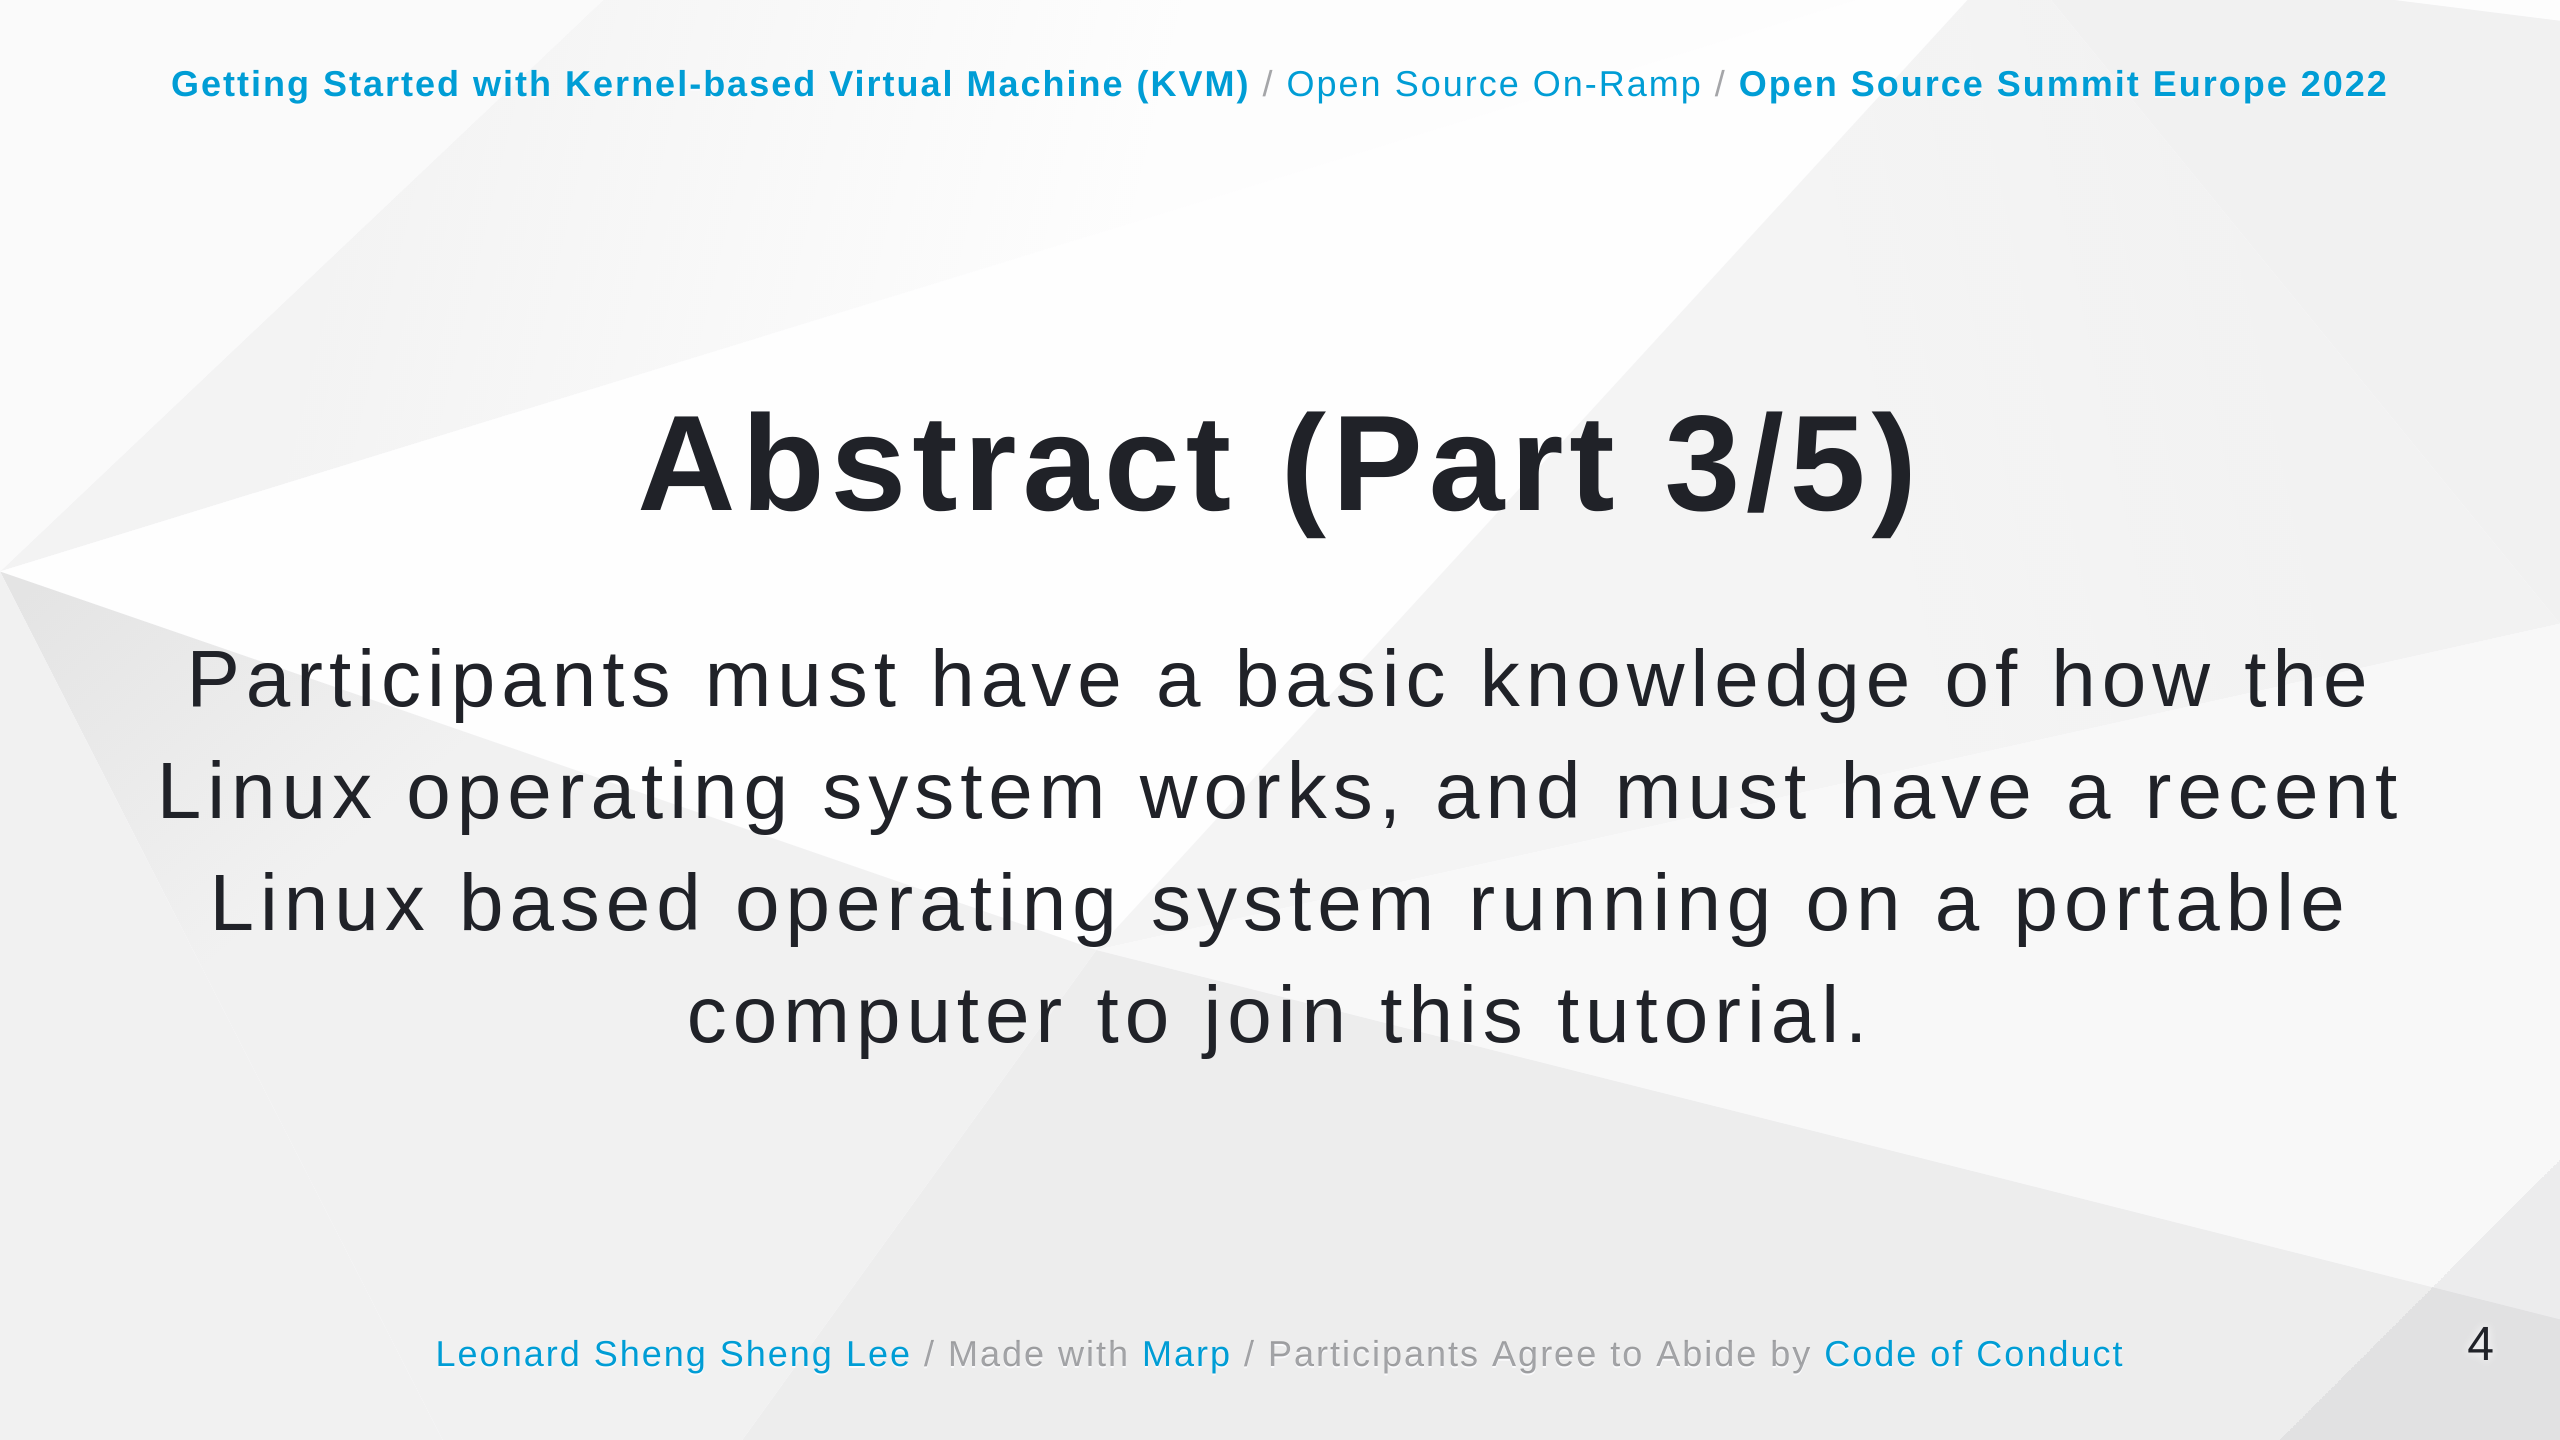 Getting Started with Kernel-based Virtual Machine (KVM) / Open Source On-Ramp / Open Source Summit Europe 2022
Abstract (Part 3/5)
Participants must have a basic knowledge of how the
Linux operating system works, and must have a recent
Linux based operating system running on a portable
computer to join this tutorial.
Leonard Sheng Sheng Lee / Made with Marp / Participants Agree to Abide by Code of Conduct
4